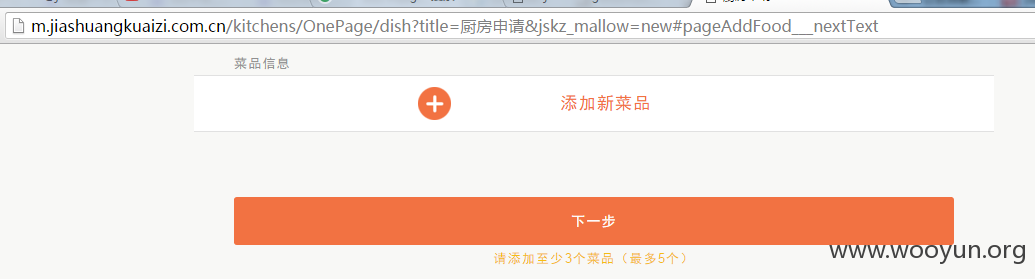 m.jiashuangkuaizi.com.cn/kitchens/OnePage/dish?title=厨房申请&jskz_mallow=new#pageAddFood___nextText
菜品信息
添加新菜品
下一步
www.wooyun.org
请添加至少3个菜品（最多5个）